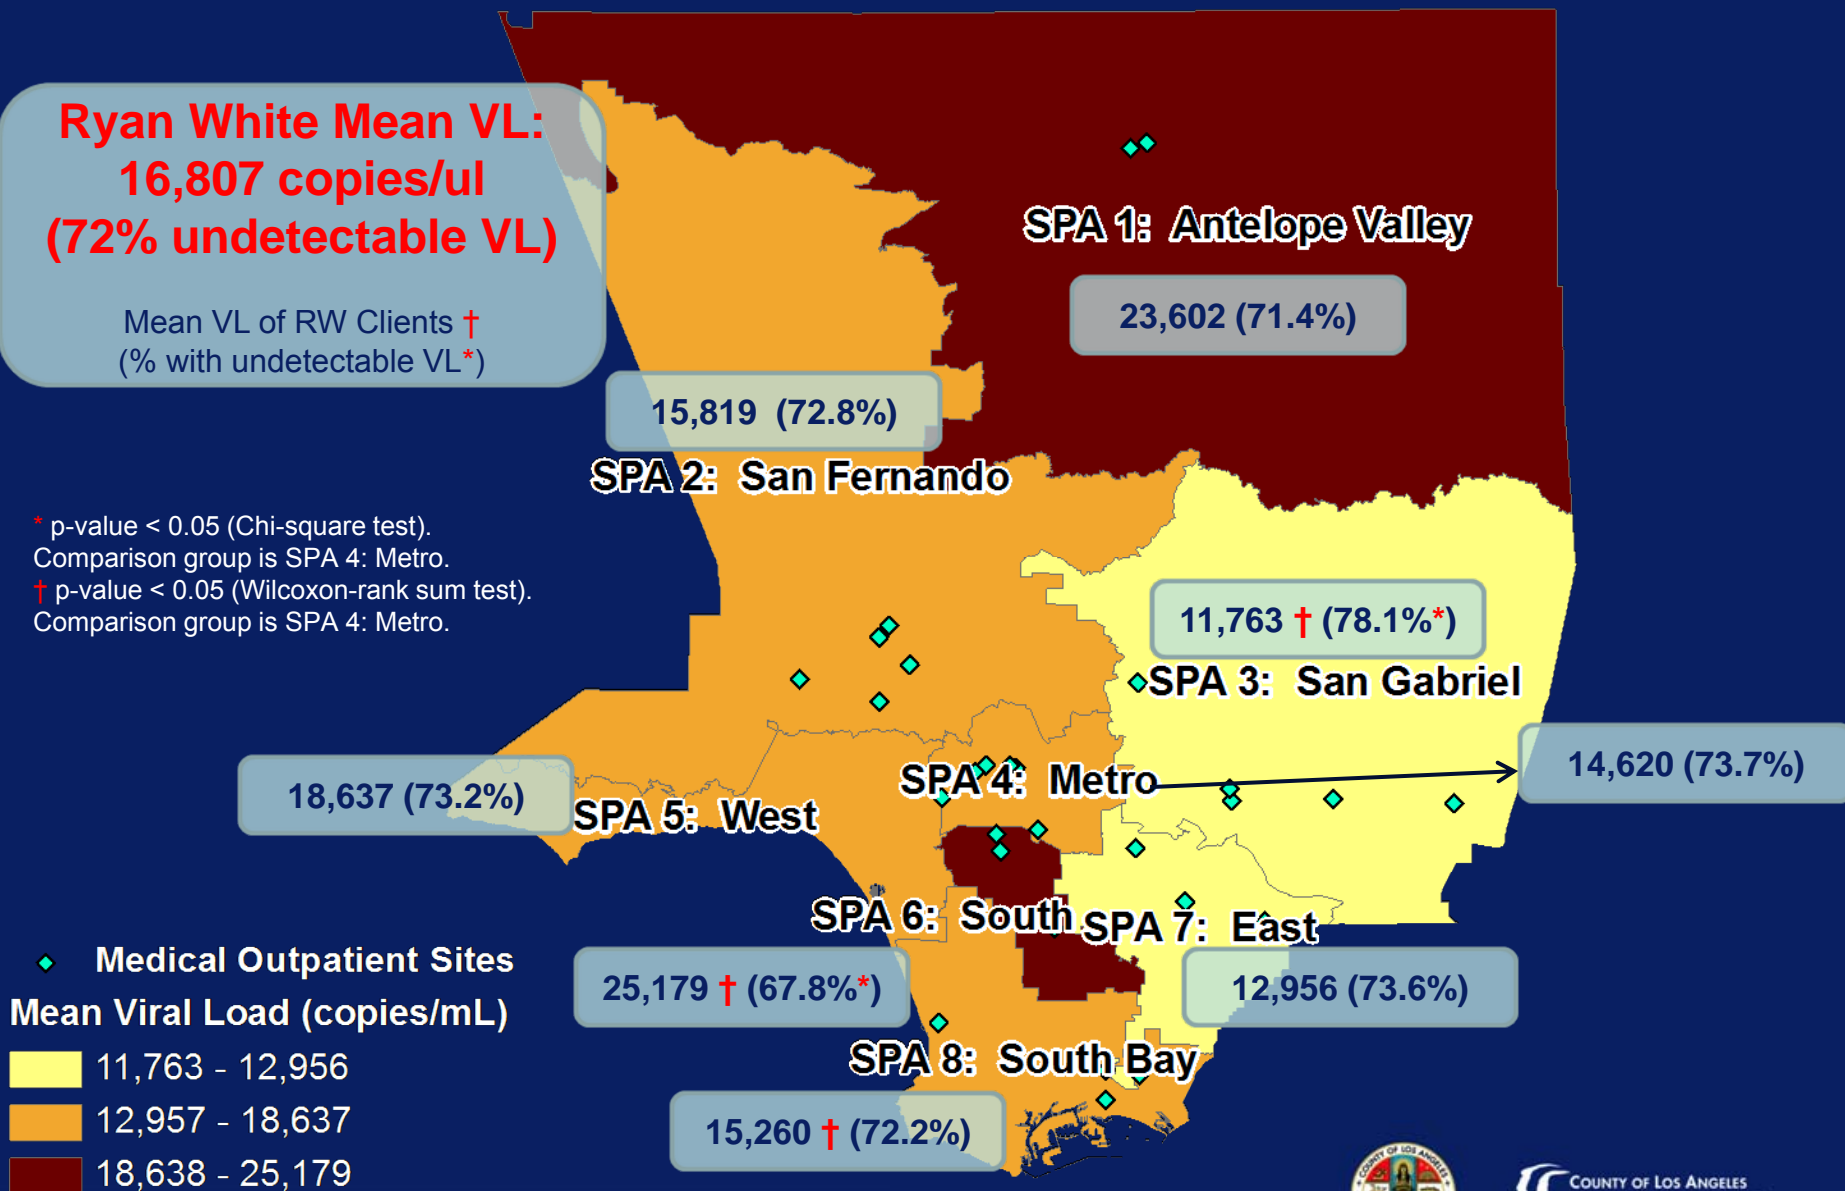 Ryan White Mean VL:
16,807 copies/ul
(72% undetectable VL)
Mean VL of RW Clients †
(% with undetectable VL*)
SPA 1: Antelope Valley
23,602 (71.4%)
15,819 (72.8%)
SPA 2: San Fernando
* p-value < 0.05 (Chi-square test).
Comparison group is SPA 4: Metro.
† p-value < 0.05 (Wilcoxon-rank sum test).
Comparison group is SPA 4: Metro.
11,763 † (78.1%*)
SPA 3: San Gabriel
14,620 (73.7%)
SPA 4: Metro
18,637 (73.2%)
SPA 5: West
SPA 6: South
SPA 7: East
25,179 † (67.8%*)
12,956 (73.6%)
SPA 8: South Bay
15,260 † (72.2%)
Medical Outpatient Sites
Mean Viral Load (copies/mL)
11,763 - 12,956
12,957 - 18,637
18,638 - 25,179
COUNTY OF LOS ANGELES
COUNTY OF LOS ANGELES